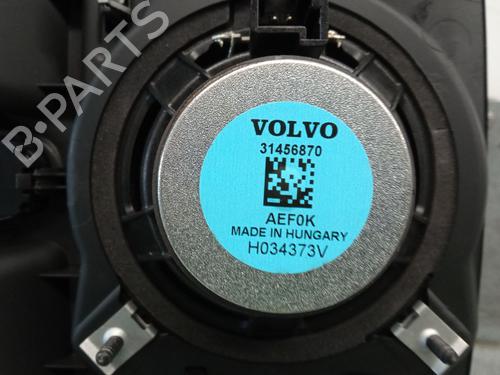 B-PARTS
VOLVO
31456870
AEF0K
MADE IN HUNGARY
H034373V